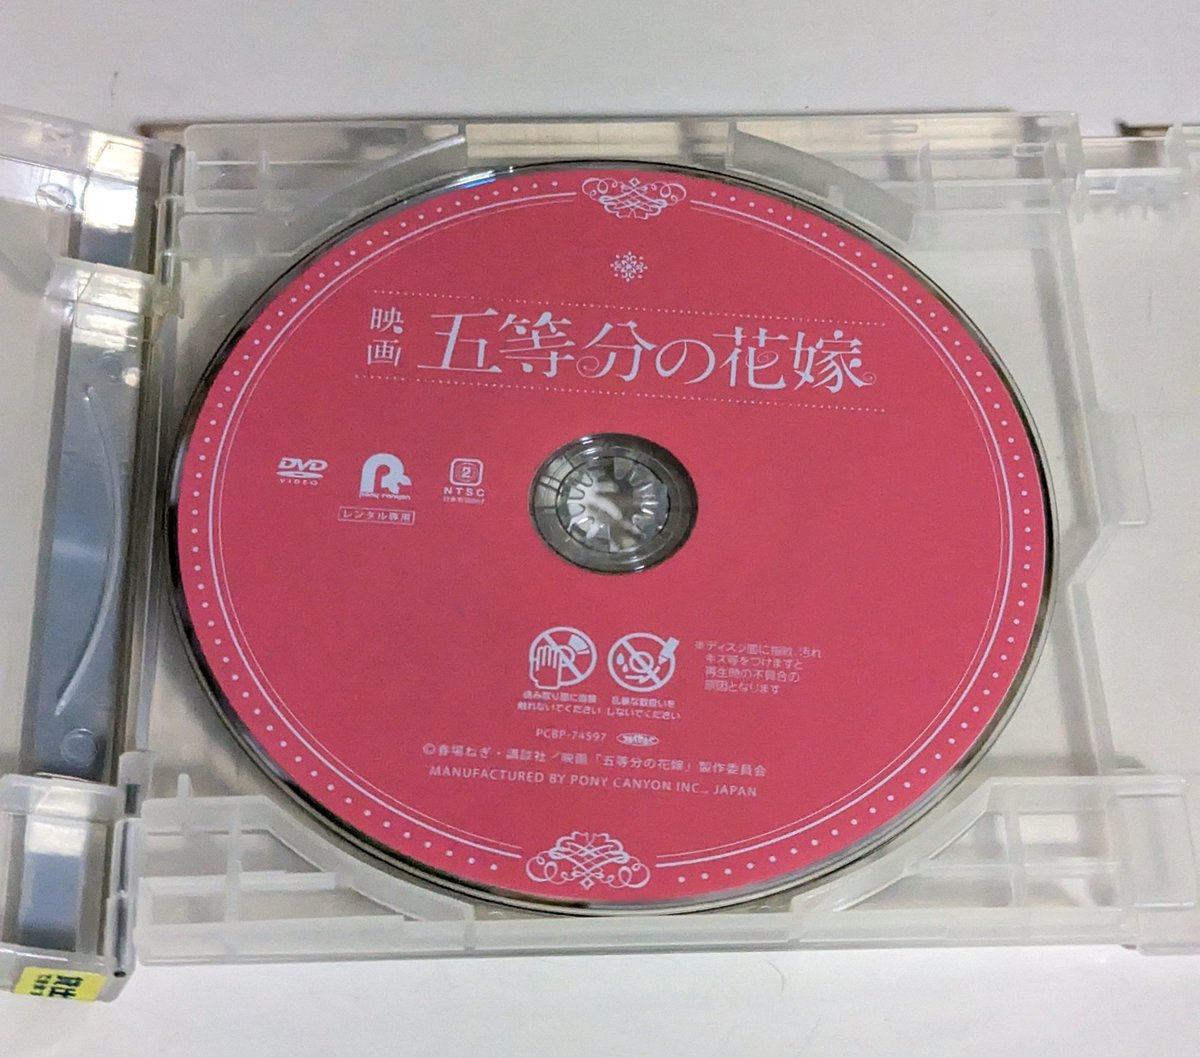 映画
五等分の花嫁
DVD
VIDEO
pony canyon
レンタル専用
2
NTSC
日本市場向け
※ディスク面に指紋、汚れ
キズ等をつけますと
再生時の不具合の
原因となります
読み取り面に直接
触れないでください
乱暴な取扱いを
しないでください
PCBP-74597
©春場ねぎ・講談社／映画「五等分の花嫁」製作委員会
MANUFACTURED BY PONY CANYON INC., JAPAN